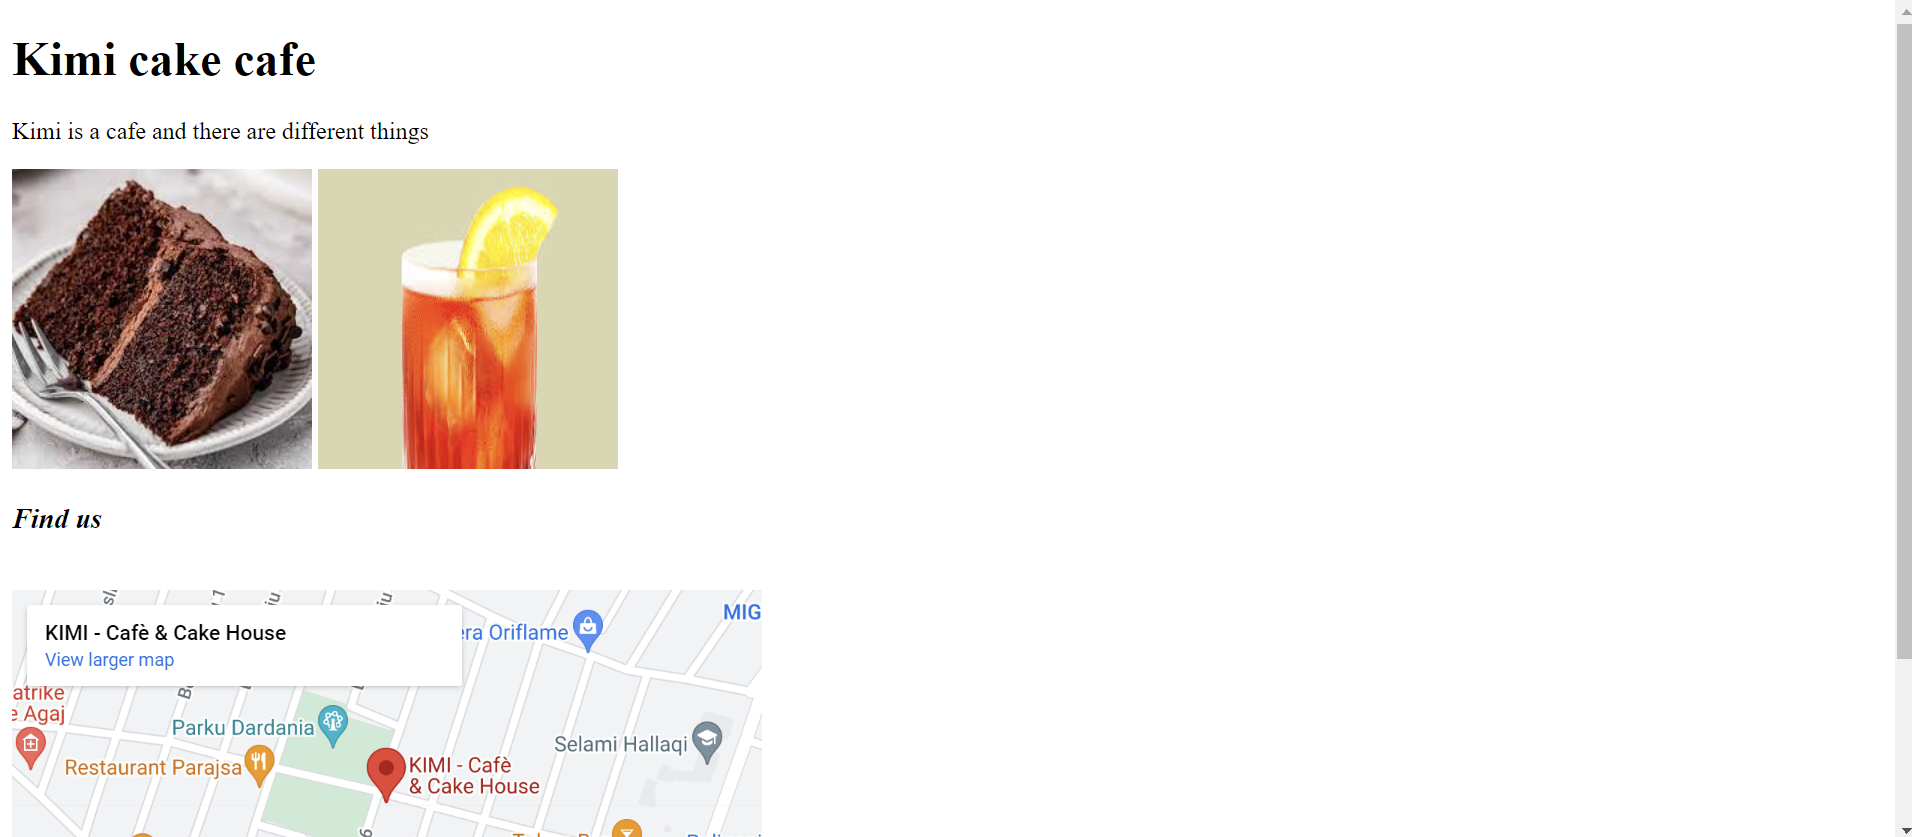 Kimi cake cafe
Kimi is a cafe and there are different things
Find us
KIMI - Cafè & Cake House
View larger map
era Oriflame
MIG
atrike
e Agaj
Parku Dardania
Restaurant Parajsa
Selami Hallaqi
KIMI - Cafè
& Cake House